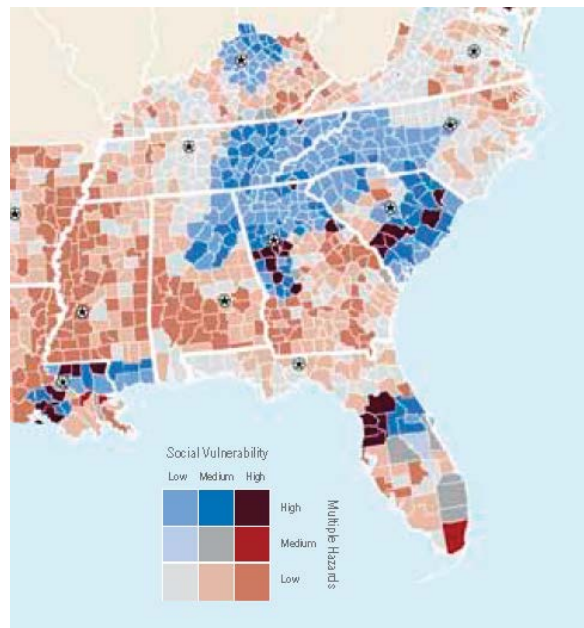 Social Vulnerability
Low Medium High
High
Medium
Low
Multiple Hazards